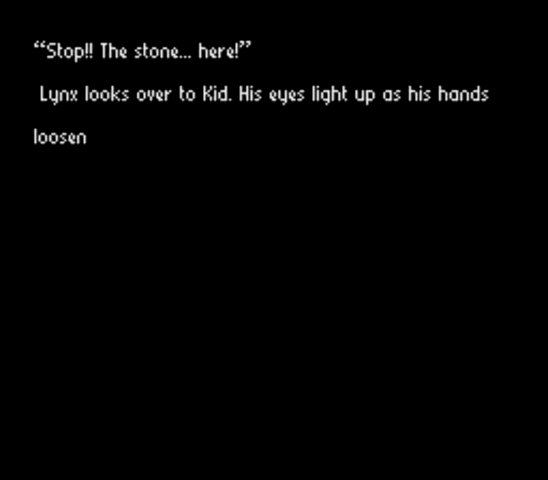 “Stop!! The stone... here!”
Lynx looks over to Kid. His eyes light up as his hands
loosen